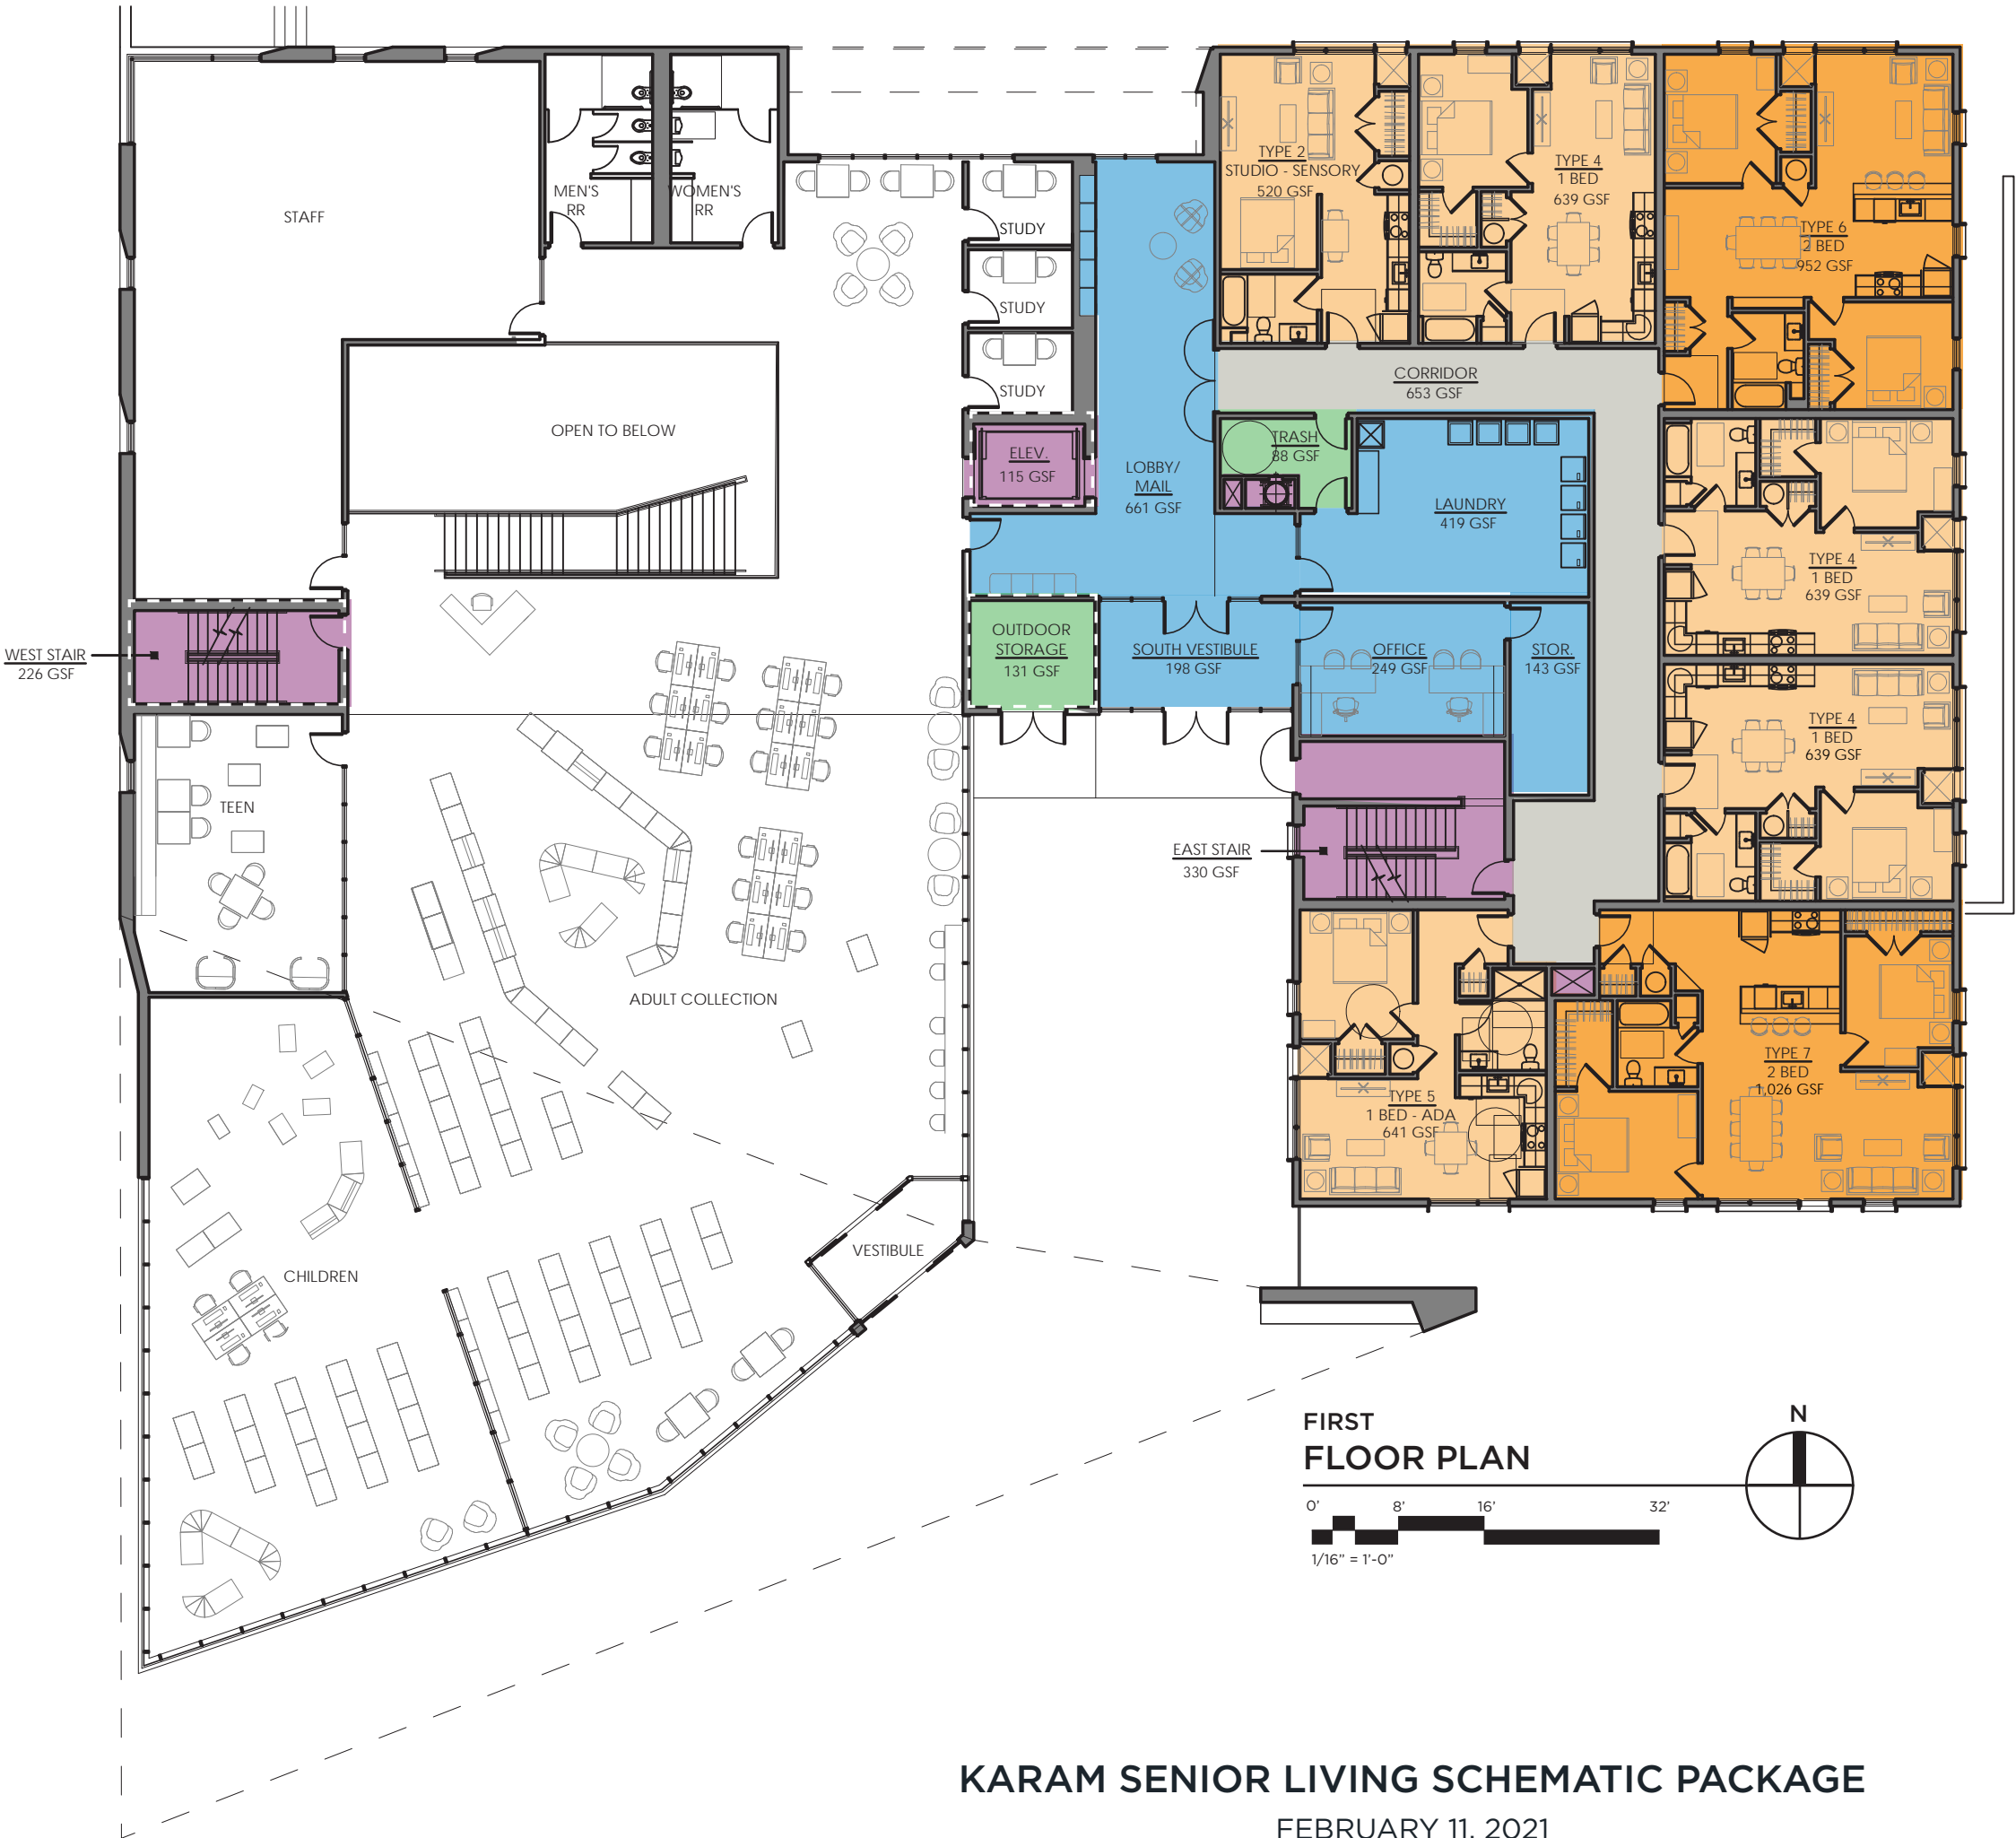 STAFF
MEN'S
RR
WOMEN'S
RR
STUDY
STUDY
STUDY
OPEN TO BELOW
ELEV.
115 GSF
LOBBY/
MAIL
661 GSF
TYPE 2
STUDIO - SENSORY
520 GSF
TYPE 4
1 BED
639 GSF
TYPE 6
2 BED
952 GSF
CORRIDOR
653 GSF
TRASH
88 GSF
LAUNDRY
419 GSF
TYPE 4
1 BED
639 GSF
WEST STAIR
226 GSF
OUTDOOR
STORAGE
131 GSF
SOUTH VESTIBULE
198 GSF
OFFICE
249 GSF
STOR.
143 GSF
TYPE 4
1 BED
639 GSF
TEEN
EAST STAIR
330 GSF
ADULT COLLECTION
TYPE 5
1 BED - ADA
641 GSF
TYPE 7
2 BED
1,026 GSF
VESTIBULE
CHILDREN
FIRST
FLOOR PLAN
N
0' 8' 16' 32'
1/16" = 1'-0"
KARAM SENIOR LIVING SCHEMATIC PACKAGE
FEBRUARY 11, 2021